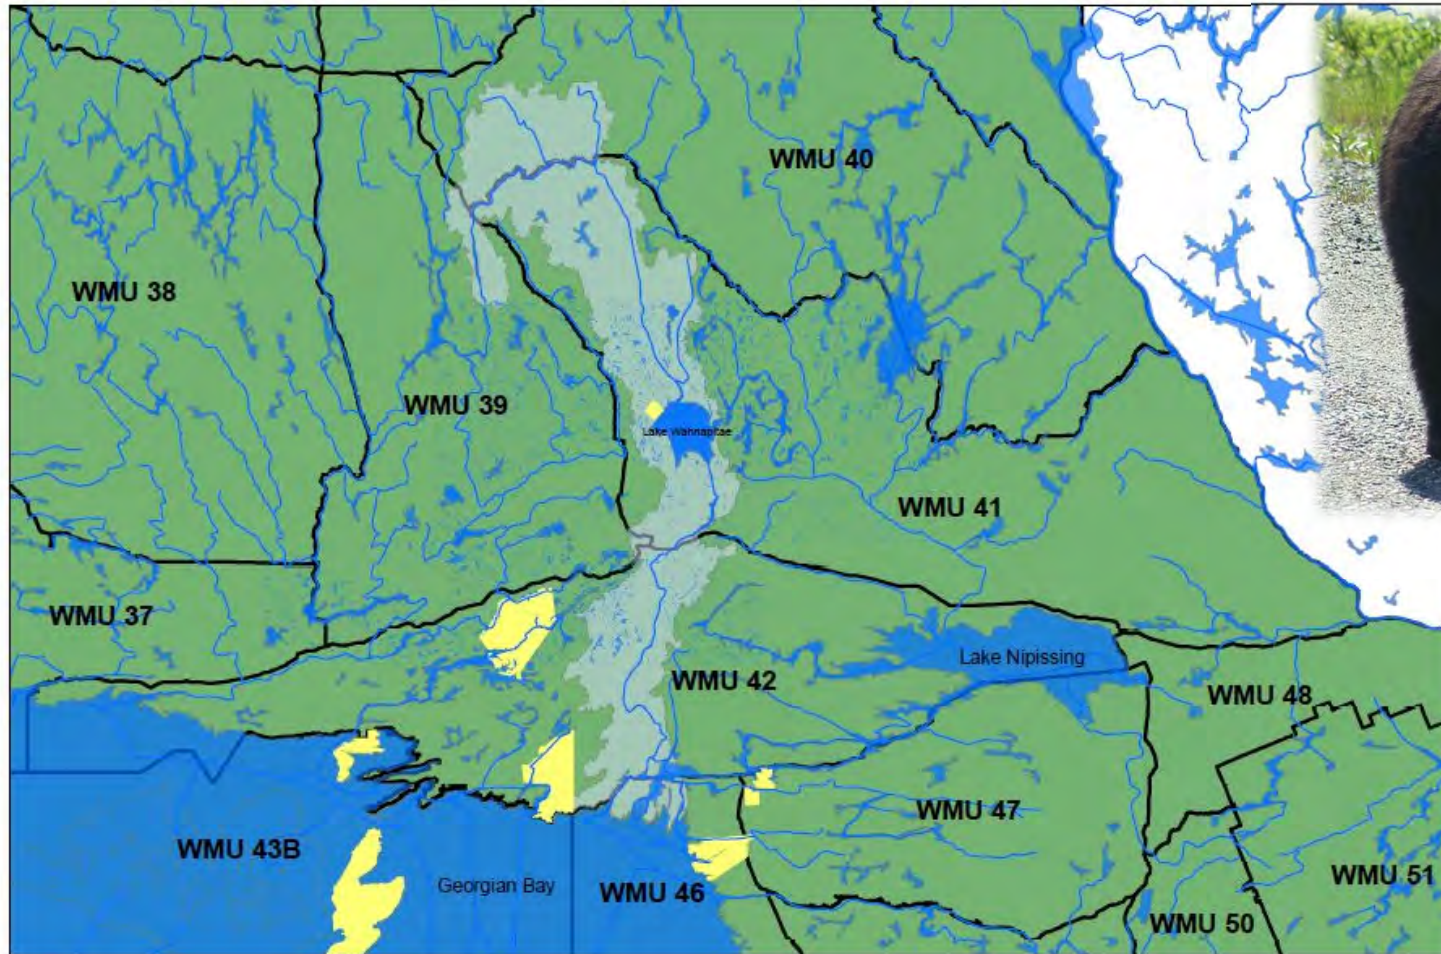 WMU 40
WMU 38
WMU 39
Lake Wahnapitae
WMU 41
WMU 37
Lake Nipissing
WMU 42
WMU 48
WMU 47
WMU 43B
Georgian Bay
WMU 46
WMU 51
WMU 50